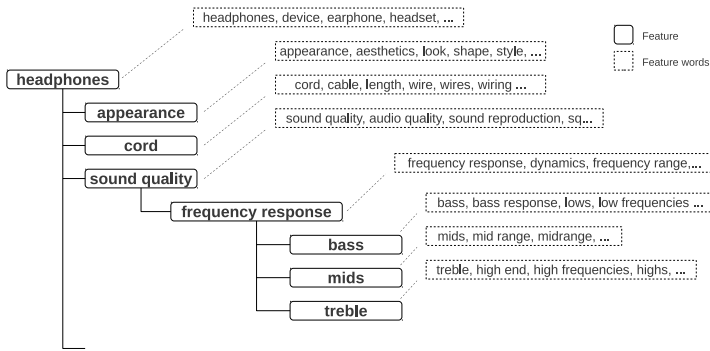 headphones, device, earphone, headset, ...
Feature
appearance, aesthetics, look, shape, style, ...
Feature words
headphones
cord, cable, length, wire, wires, wiring ...
appearance
sound quality, audio quality, sound reproduction, sq...
cord
frequency response, dynamics, frequency range,...
sound quality
bass, bass response, lows, low frequencies ...
frequency response
mids, mid range, midrange, ...
bass
treble, high end, high frequencies, highs, ...
mids
treble